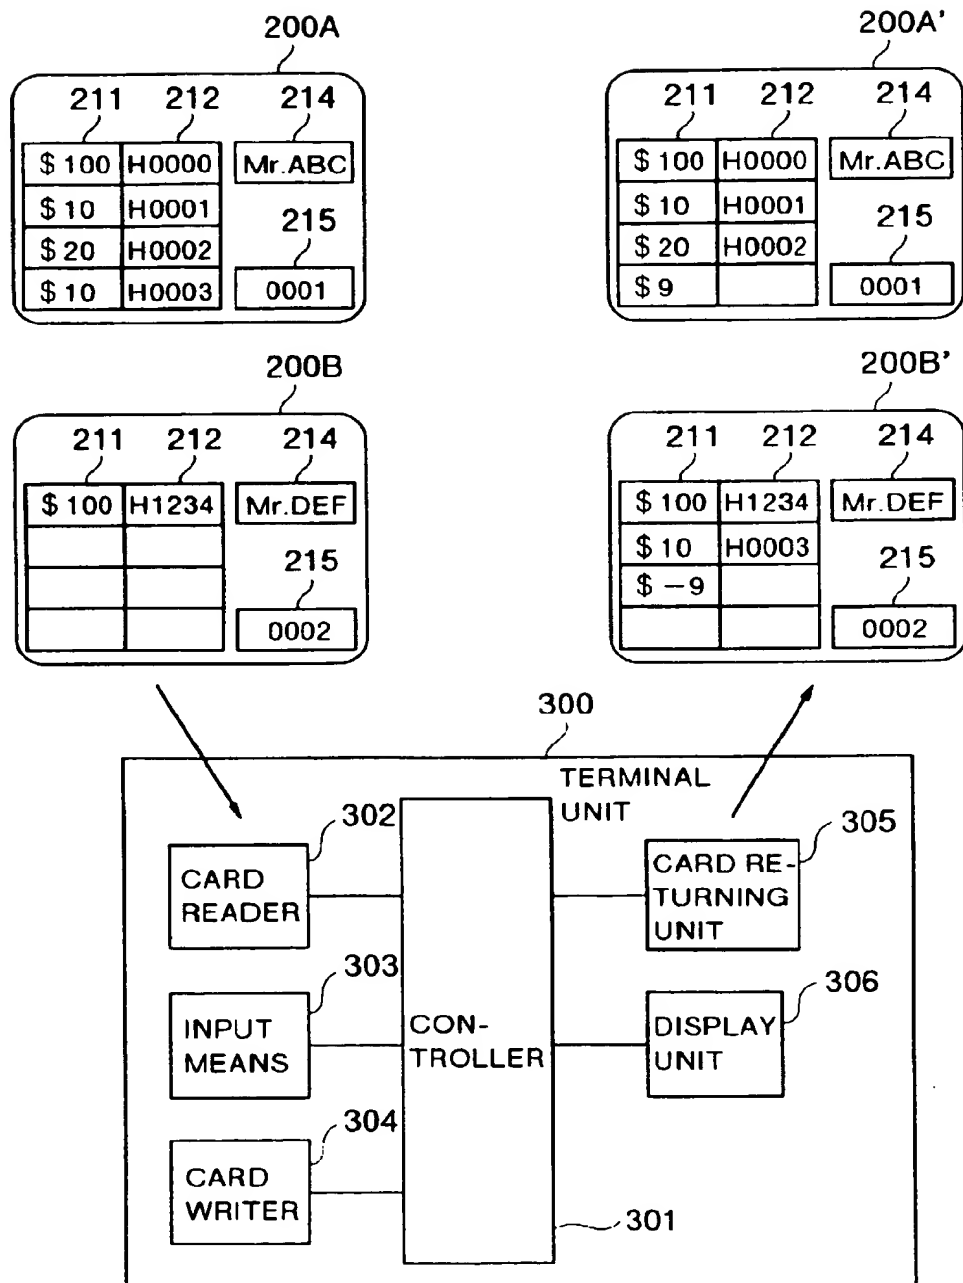 200A
211 212 214
$ 100 H0000 Mr.ABC
$ 10 H0001
215
$ 20 H0002
$ 10 H0003 0001
200A'
211 212 214
$ 100 H0000 Mr.ABC
$ 10 H0001
215
$ 20 H0002
$ 9 0001
200B
211 212 214
$ 100 H1234 Mr.DEF
215
0002
200B'
211 212 214
$ 100 H1234 Mr.DEF
$ 10 H0003
215
$ −9
0002
300
TERMINAL
UNIT
302
CARD
READER
303
INPUT
MEANS
304
CARD
WRITER
CON-
TROLLER
301
305
CARD RE-
TURNING
UNIT
306
DISPLAY
UNIT